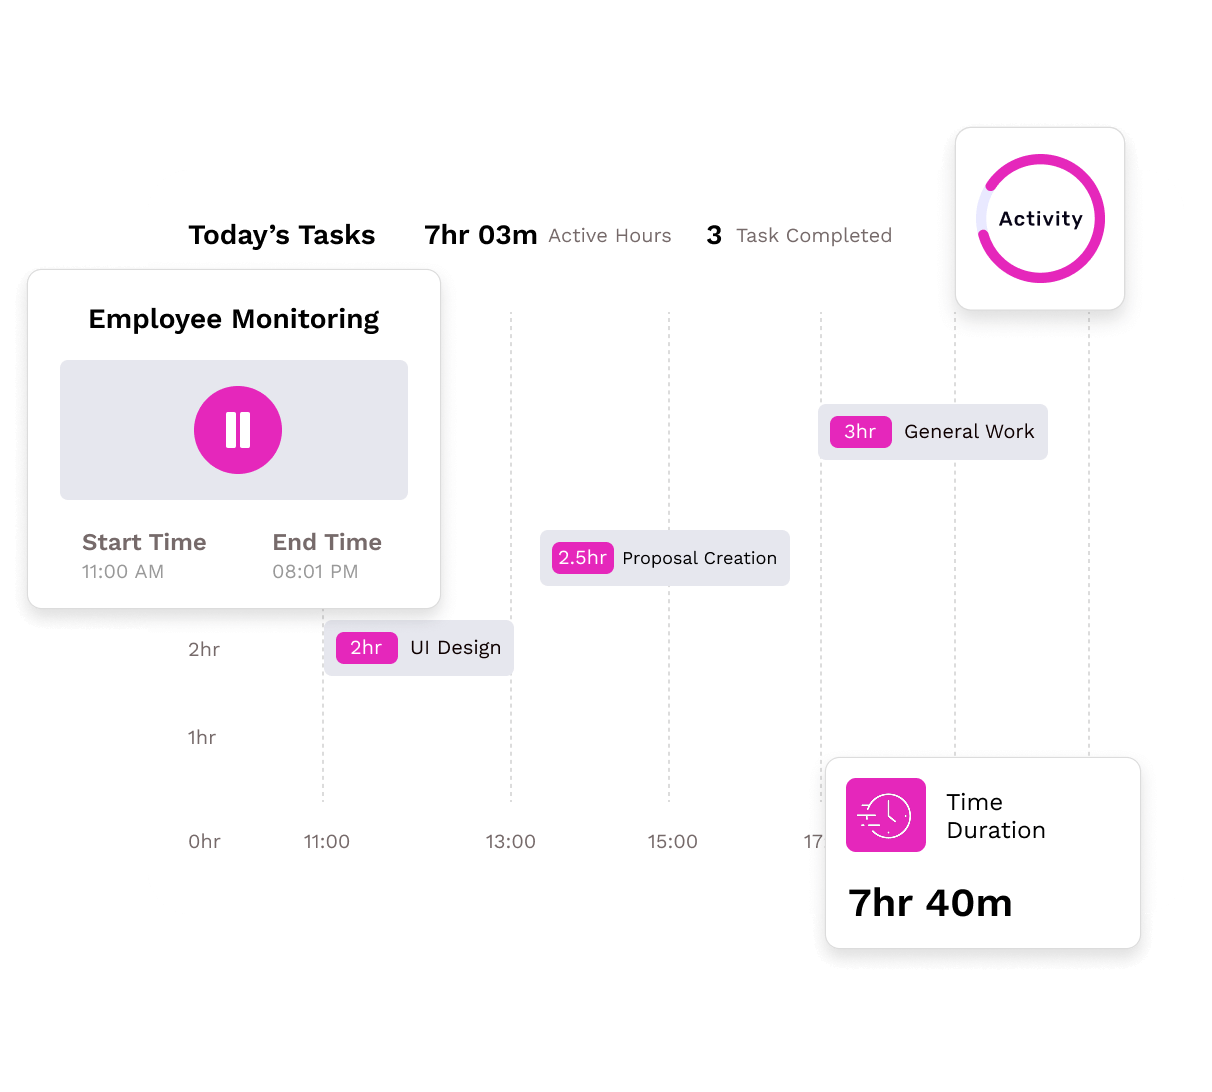 Activity
Today's Tasks 7hr 03m Active Hours 3 Task Completed
Employee Monitoring
3hr General Work
Start Time End Time
11:00 AM 08:01 PM
2.5hr Proposal Creation
2hr
2hr UI Design
1hr
0hr 11:00 13:00 15:00 17
Time
Duration
7hr 40m